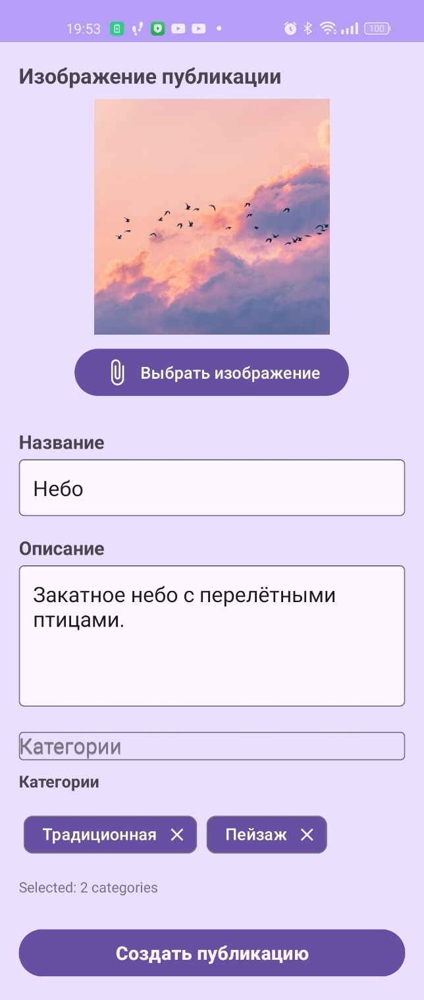 19:53
100
Изображение публикации
Выбрать изображение
Название
Небо
Описание
Закатное небо с перелётными
птицами.
Категории
Категории
Традиционная
Пейзаж
Selected: 2 categories
Создать публикацию